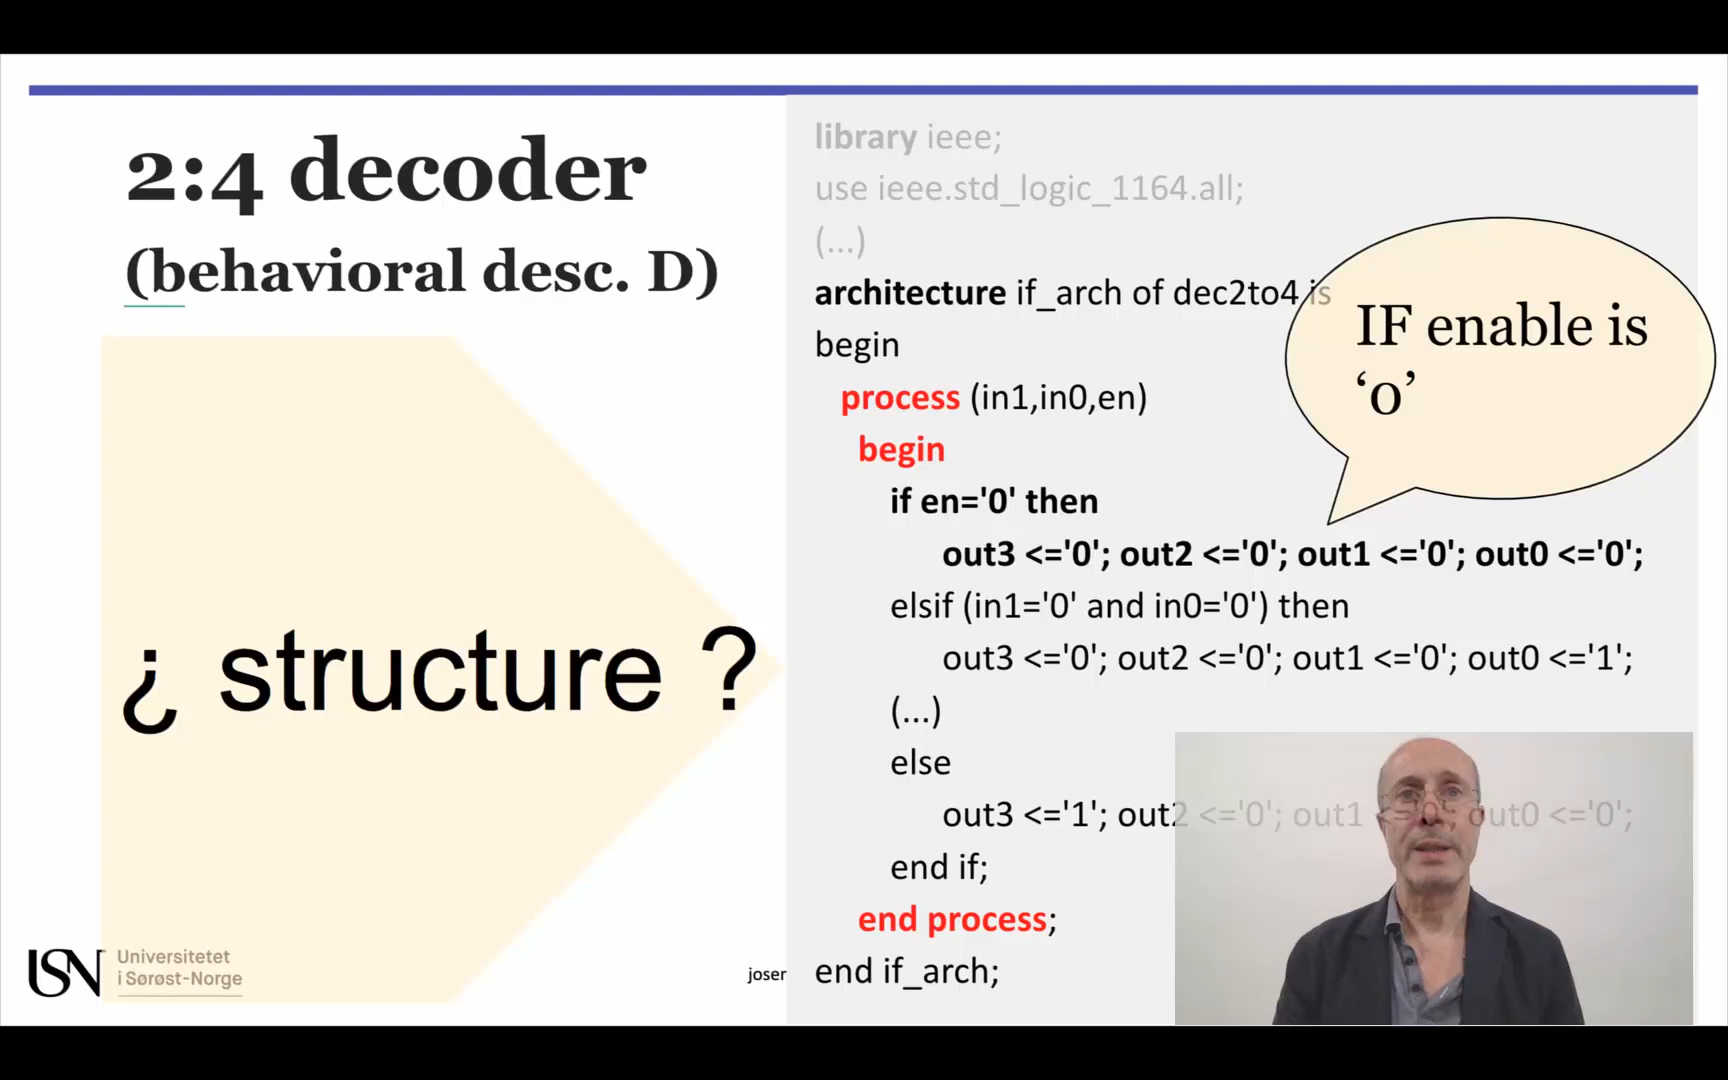 2:4 decoder
(behavioral desc. D)
¿ structure ?
USN Universitetet
i Sørøst-Norge
joser
library ieee;
use ieee.std_logic_1164.all;
(...)
architecture if_arch of dec2to4 is
begin
process (in1,in0,en)
begin
if en='0' then
out3 <='0'; out2 <='0'; out1 <='0'; out0 <='0';
elsif (in1='0' and in0='0') then
out3 <='0'; out2 <='0'; out1 <='0'; out0 <='1';
(...)
else
out3 <='1'; out2 <='0'; out1 <='0'; out0 <='0';
end if;
end process;
end if_arch;
IF enable is
‘0’